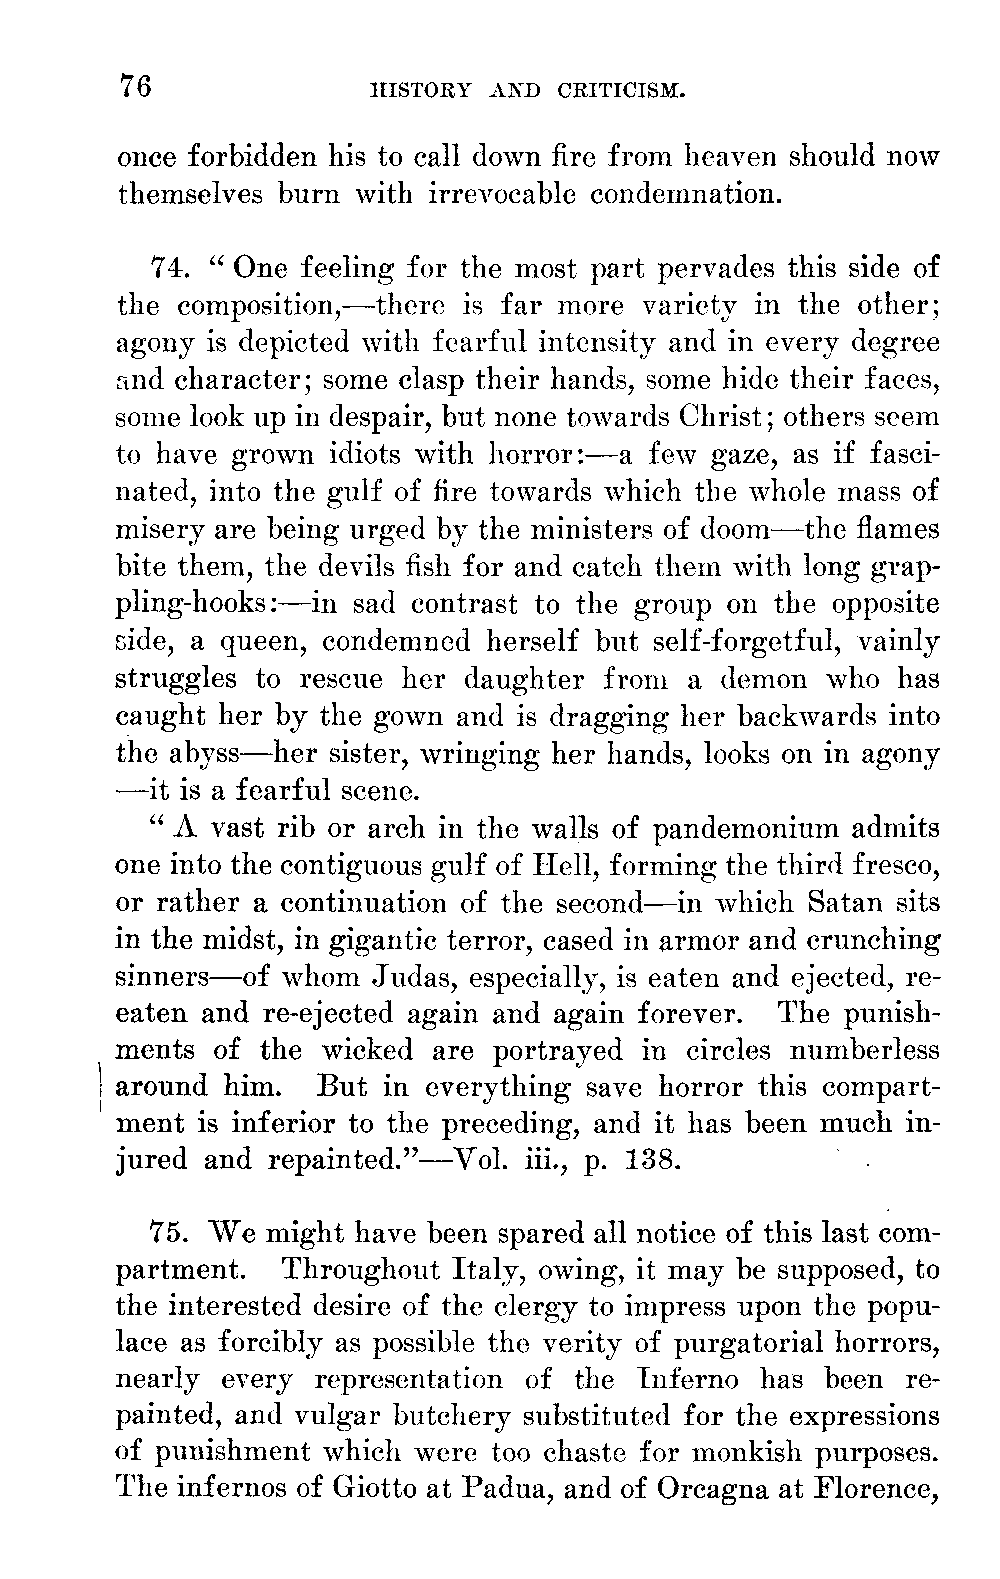 76 HISTORY AND CRITICISM.
once forbidden his to call down fire from heaven should now
themselves burn with irrevocable condemnation.
74. “ One feeling for the most part pervades this side of
the composition,—there is far more variety in the other;
agony is depicted with fearful intensity and in every degree
and character; some clasp their hands, some hide their faces,
some look up in despair, but none towards Christ; others seem
to have grown idiots with horror:—a few gaze, as if fasci-
nated, into the gulf of fire towards which the whole mass of
misery are being urged by the ministers of doom—the flames
bite them, the devils fish for and catch them with long grap-
pling-hooks:—in sad contrast to the group on the opposite
side, a queen, condemned herself but self-forgetful, vainly
struggles to rescue her daughter from a demon who has
caught her by the gown and is dragging her backwards into
the abyss—her sister, wringing her hands, looks on in agony
—it is a fearful scene.
“ A vast rib or arch in the walls of pandemonium admits
one into the contiguous gulf of Hell, forming the third fresco,
or rather a continuation of the second—in which Satan sits
in the midst, in gigantic terror, cased in armor and crunching
sinners—of whom Judas, especially, is eaten and ejected, re-
eaten and re-ejected again and again forever. The punish-
ments of the wicked are portrayed in circles numberless
around him. But in everything save horror this compart-
ment is inferior to the preceding, and it has been much in-
jured and repainted.”—Vol. iii., p. 138.
75. We might have been spared all notice of this last com-
partment. Throughout Italy, owing, it may be supposed, to
the interested desire of the clergy to impress upon the popu-
lace as forcibly as possible the verity of purgatorial horrors,
nearly every representation of the Inferno has been re-
painted, and vulgar butchery substituted for the expressions
of punishment which were too chaste for monkish purposes.
The infernos of Giotto at Padua, and of Orcagna at Florence,